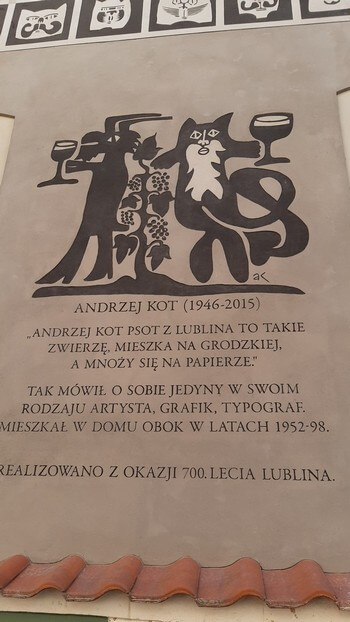 aK
ANDRZEJ KOT (1946-2015)
„ANDRZEJ KOT PSOT Z LUBLINA TO TAKIE
ZWIERZĘ, MIESZKA NA GRODZKIEJ,
A MNOŻY SIĘ NA PAPIERZE."
TAK MÓWIŁ O SOBIE JEDYNY W SWOIM
RODZAJU ARTYSTA, GRAFIK, TYPOGRAF.
MIESZKAŁ W DOMU OBOK W LATACH 1952-98.
REALIZOWANO Z OKAZJI 700.LECIA LUBLINA.